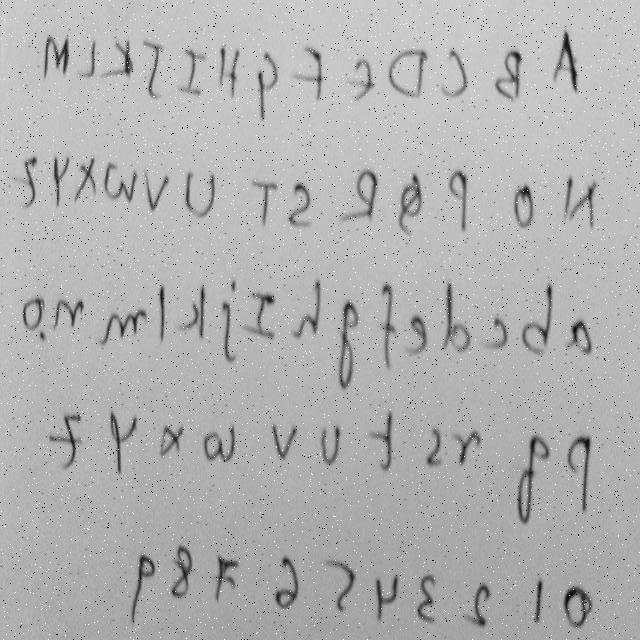 A B C D E F G H I J K L M
N O P Q R S T U V W X Y Z
a b c d e f g h I j k l m n o
p q r s t u v w x y z
0 1 2 3 4 5 6 7 8 9